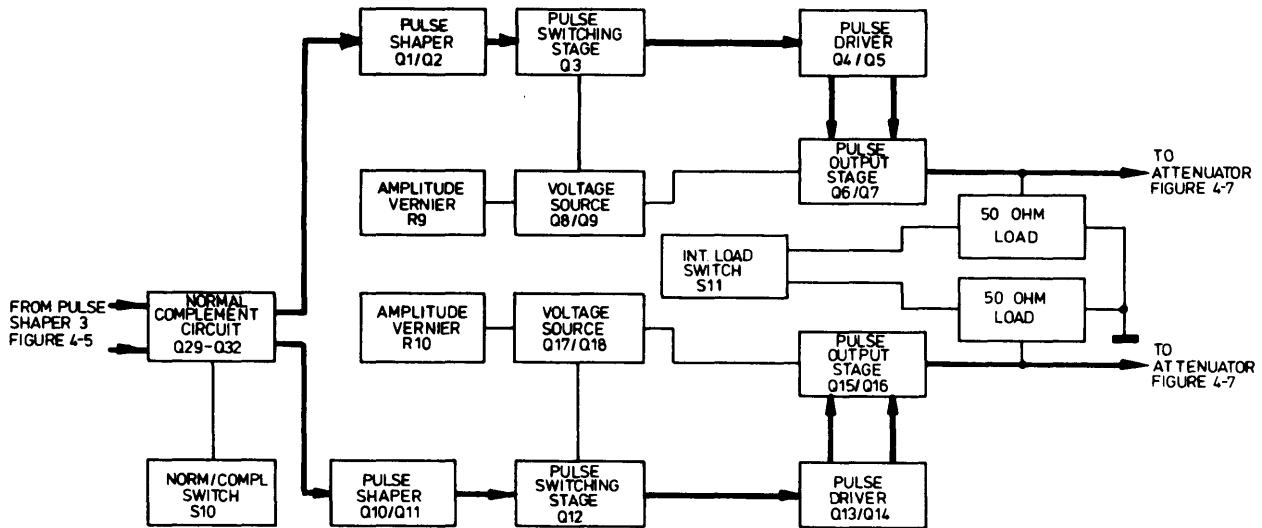 PULSE
SHAPER
Q1/Q2
PULSE
SWITCHING
STAGE
Q3
PULSE
DRIVER
Q4/Q5
PULSE
OUTPUT
STAGE
Q6/Q7
TO
ATTENUATOR
FIGURE 4-7
AMPLITUDE
VERNIER
R9
VOLTAGE
SOURCE
Q8/Q9
50 OHM
LOAD
INT. LOAD
SWITCH
S11
FROM PULSE
SHAPER 3
FIGURE 4-5
NORMAL
COMPLEMENT
CIRCUIT
Q29-Q32
AMPLITUDE
VERNIER
R10
VOLTAGE
SOURCE
Q17/Q18
50 OHM
LOAD
PULSE
OUTPUT
STAGE
Q15/Q16
TO
ATTENUATOR
FIGURE 4-7
NORM/COMPL
SWITCH
S10
PULSE
SHAPER
Q10/Q11
PULSE
SWITCHING
STAGE
Q12
PULSE
DRIVER
Q13/Q14